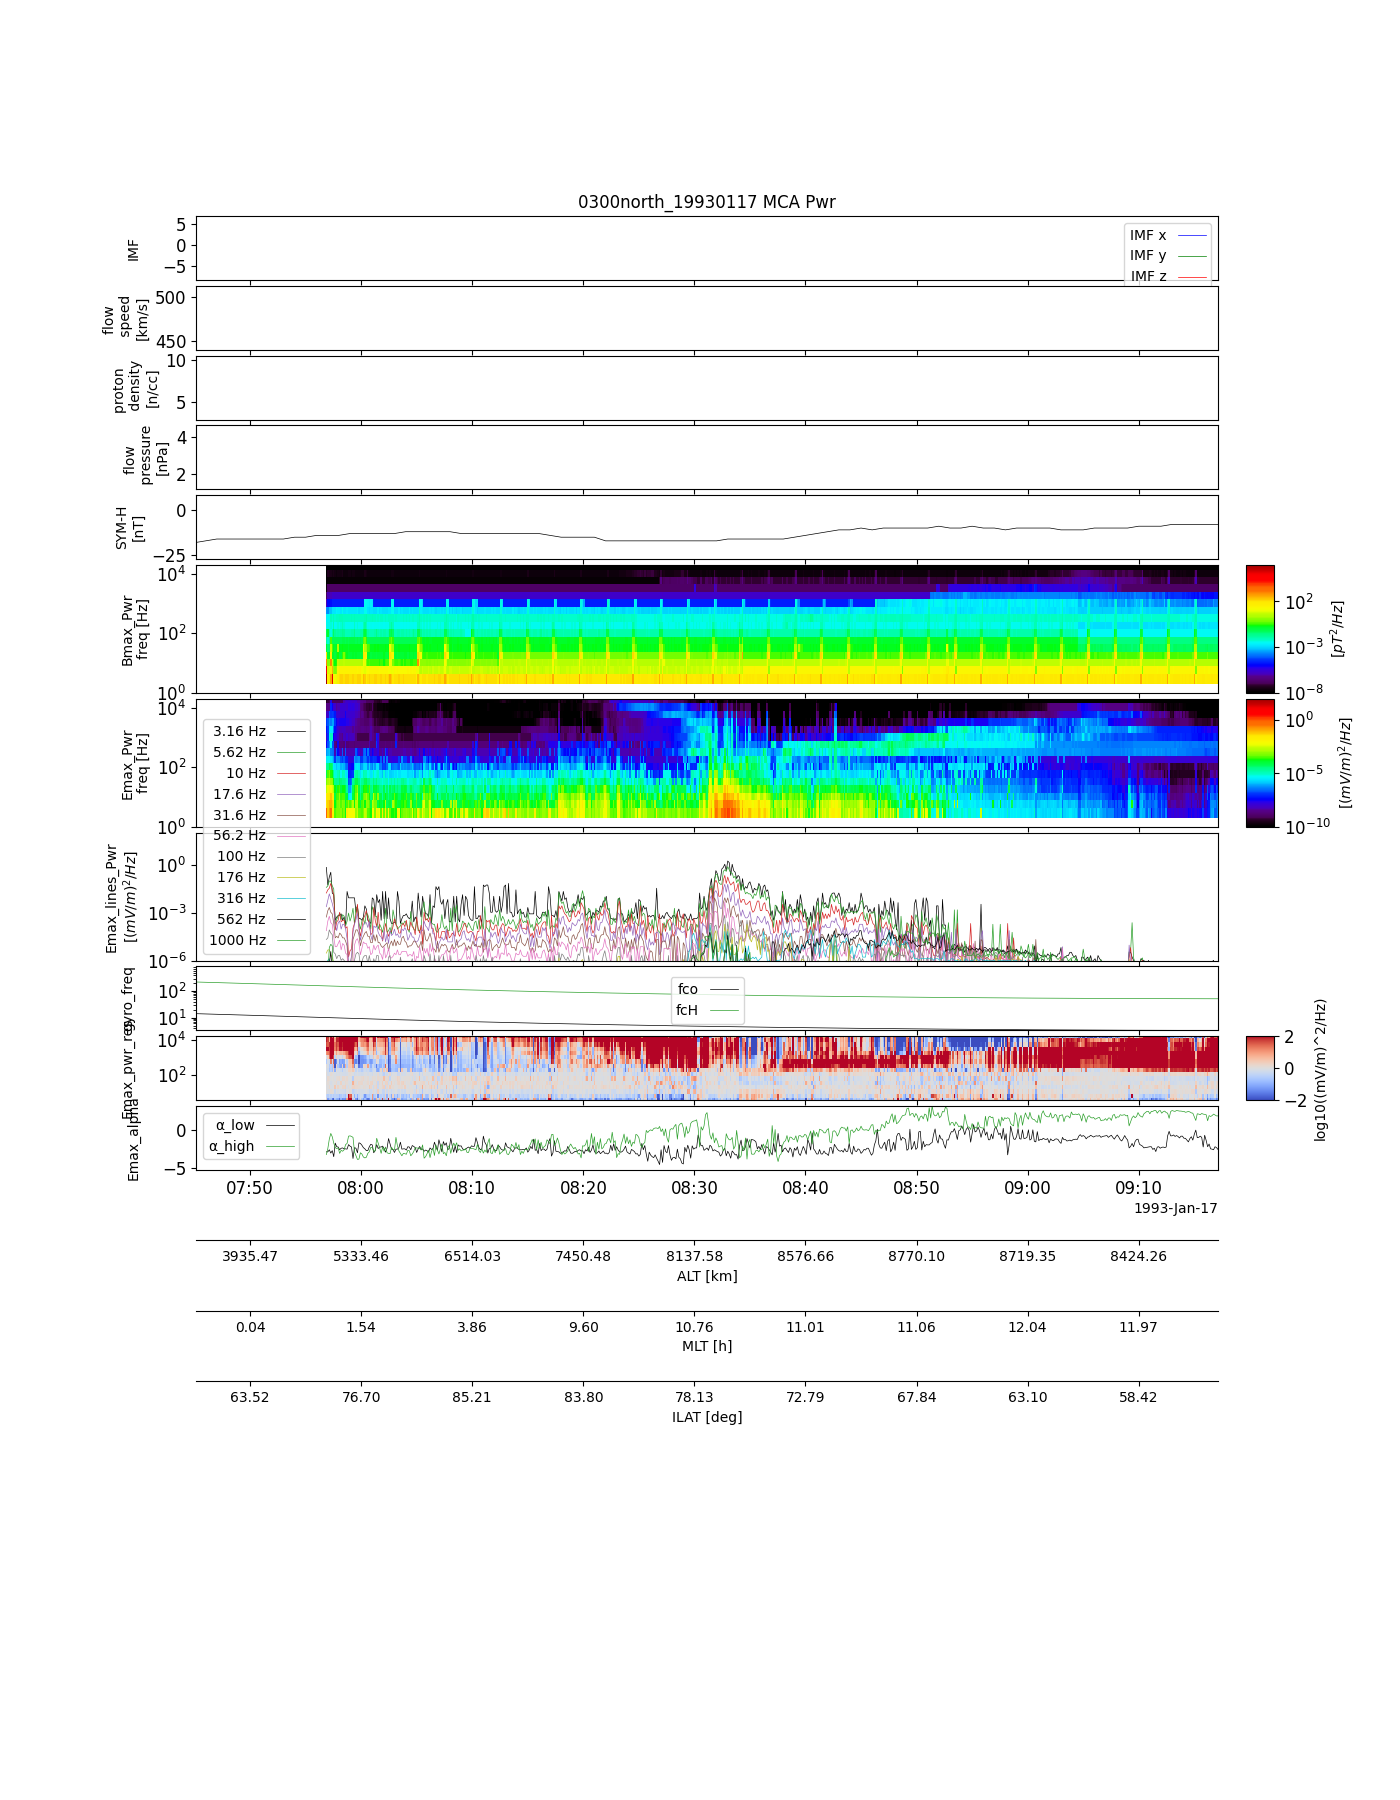 0300north_19930117 MCA Pwr
5
0
−5
IMF
IMF x
IMF y
IMF z
500
450
flow
speed
[km/s]
10
5
proton
density
[n/cc]
4
2
flow
pressure
[nPa]
0
−25
SYM-H
[nT]
10^4
10^2
10^0
Bmax_Pwr
freq [Hz]
10^2
10^−3
10^−8
[pT^2/Hz]
10^4
10^2
10^0
Emax_Pwr
freq [Hz]
10^0
10^−5
10^−10
[(mV/m)^2/Hz]
3.16 Hz
5.62 Hz
10 Hz
17.6 Hz
31.6 Hz
56.2 Hz
100 Hz
176 Hz
316 Hz
562 Hz
1000 Hz
10^0
10^−3
10^−6
Emax_lines_Pwr
[(mV/m)^2/Hz]
10^2
10^1
gyro_freq
fco
fcH
10^4
10^2
Emax_pwr_reg
2
0
−2
log10((mV/m)^2/Hz)
0
−5
Emax_alpha
α_low
α_high
07:50 08:00 08:10 08:20 08:30 08:40 08:50 09:00 09:10
1993-Jan-17
3935.47 5333.46 6514.03 7450.48 8137.58 8576.66 8770.10 8719.35 8424.26
ALT [km]
0.04 1.54 3.86 9.60 10.76 11.01 11.06 12.04 11.97
MLT [h]
63.52 76.70 85.21 83.80 78.13 72.79 67.84 63.10 58.42
ILAT [deg]